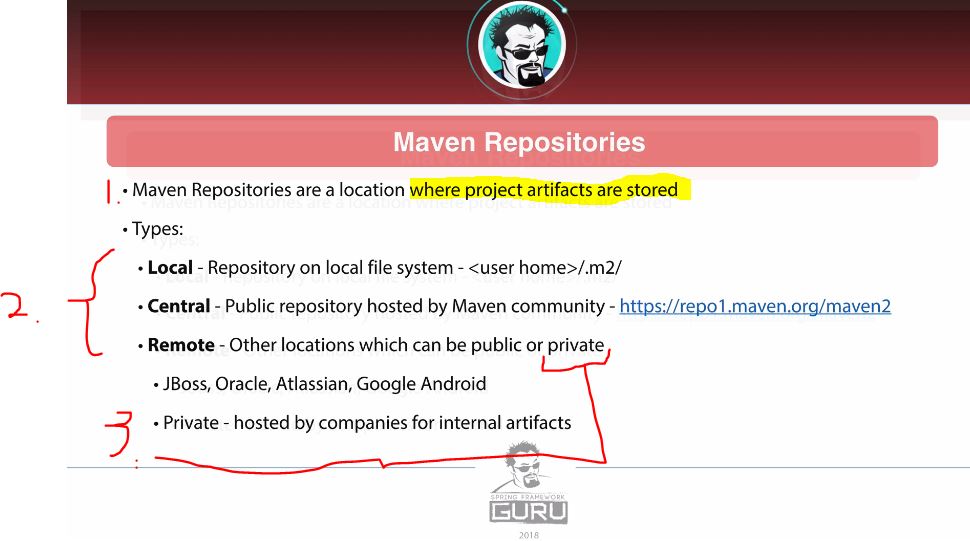 Maven Repositories
1. • Maven Repositories are a location where project artifacts are stored
• Types:
• Local - Repository on local file system - <user home>/.m2/
2. • Central - Public repository hosted by Maven community - https://repo1.maven.org/maven2
• Remote - Other locations which can be public or private
• JBoss, Oracle, Atlassian, Google Android
3. • Private - hosted by companies for internal artifacts
SPRING FRAMEWORK
GURU
2018